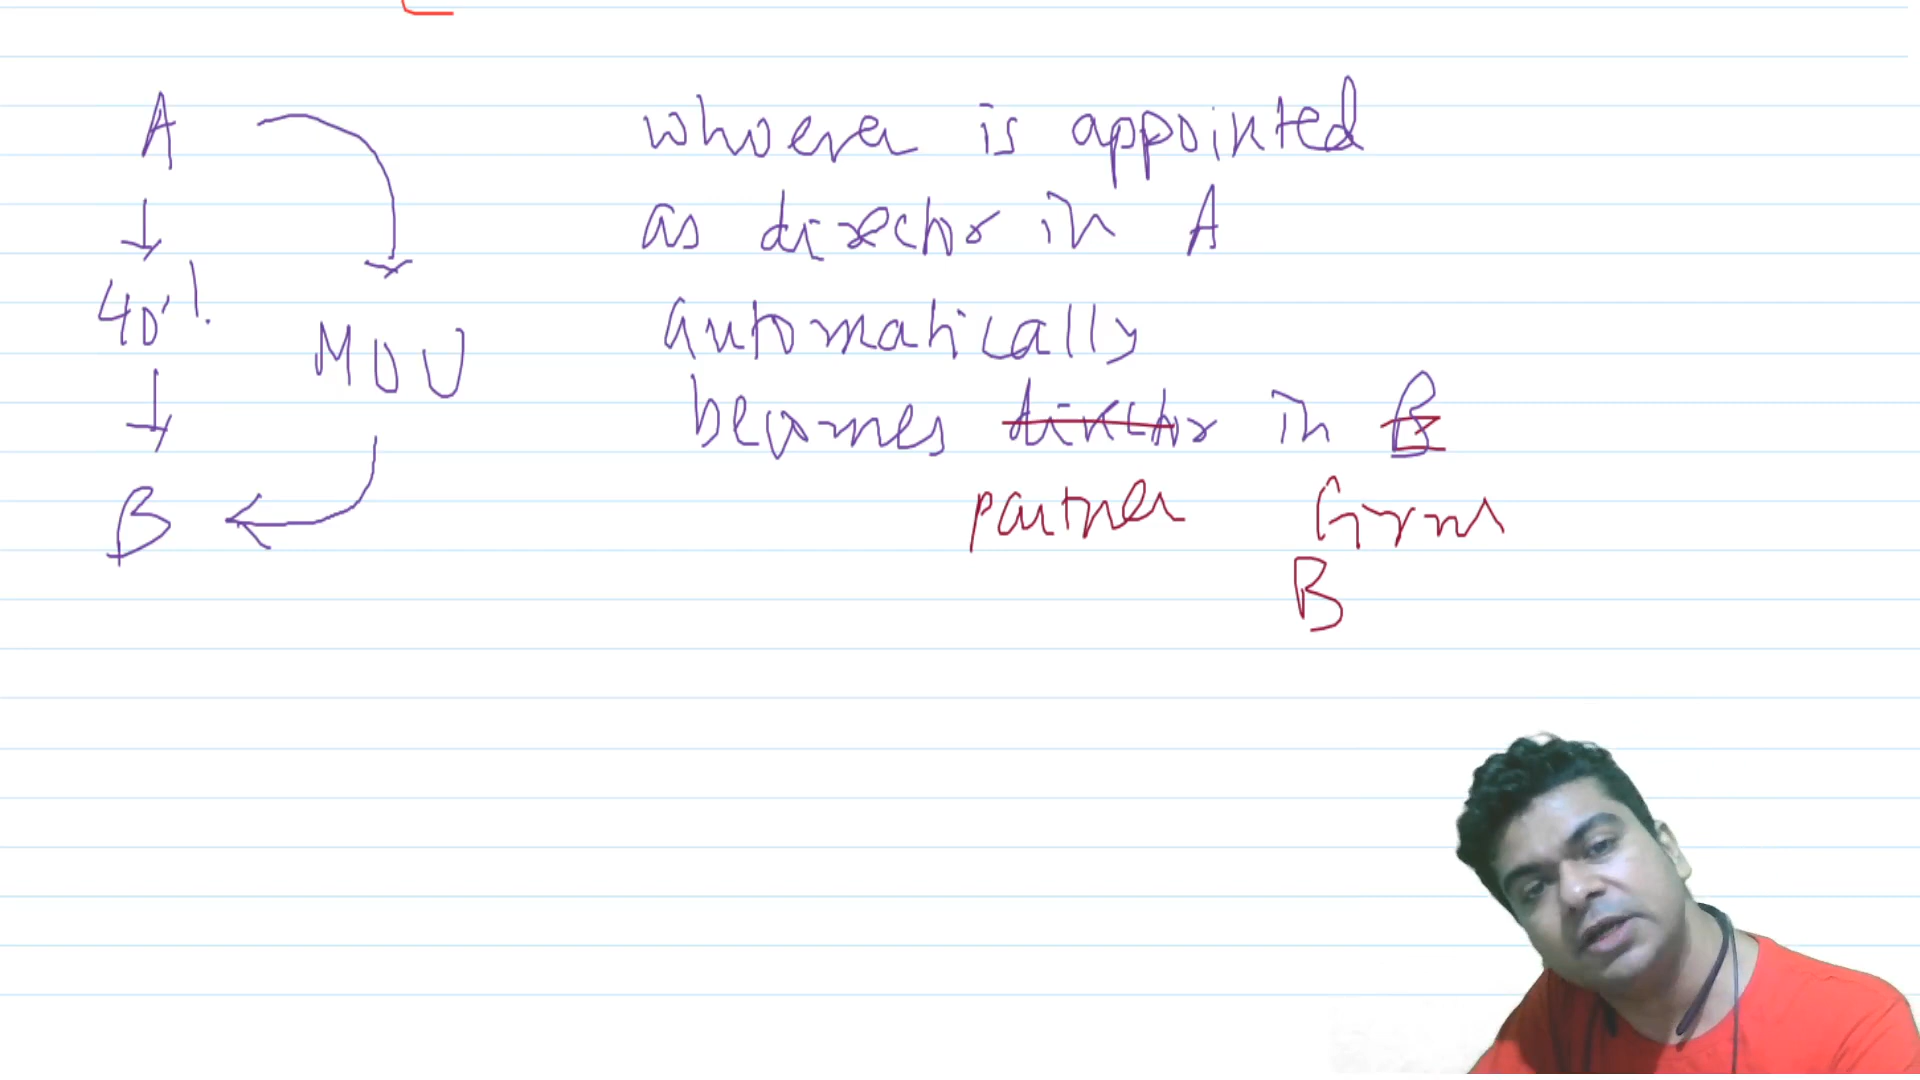 A
40%
MOU
B
whoever is appointed
as director in A
automatically
becomes director in B
partner firm
B